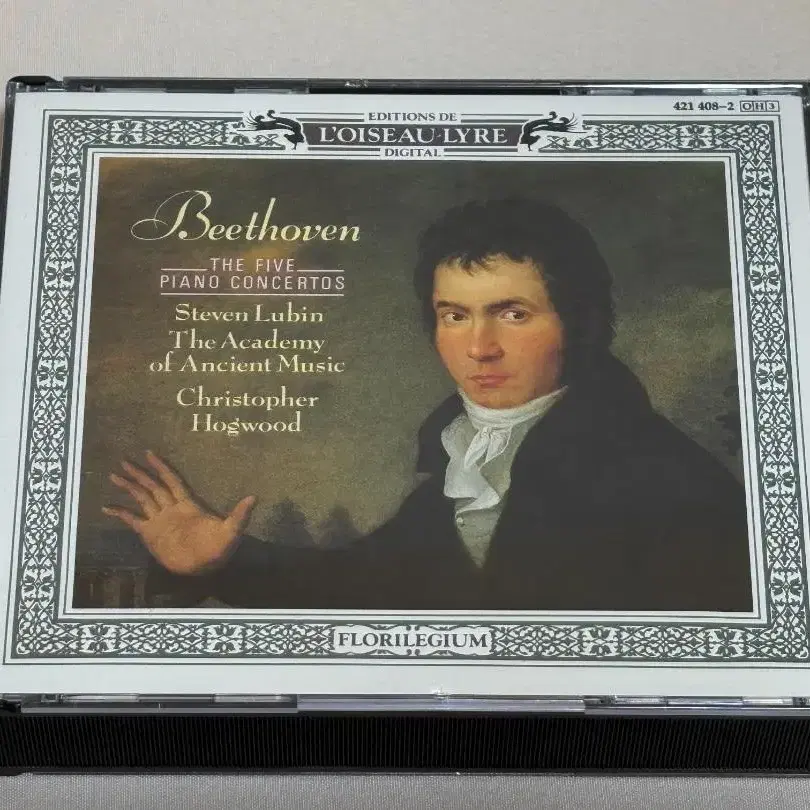 421 408-2 OH3
EDITIONS DE
L'OISEAU-LYRE
DIGITAL
Beethoven
THE FIVE
PIANO CONCERTOS
Steven Lubin
The Academy
of Ancient Music
Christopher
Hogwood
FLORILEGIUM